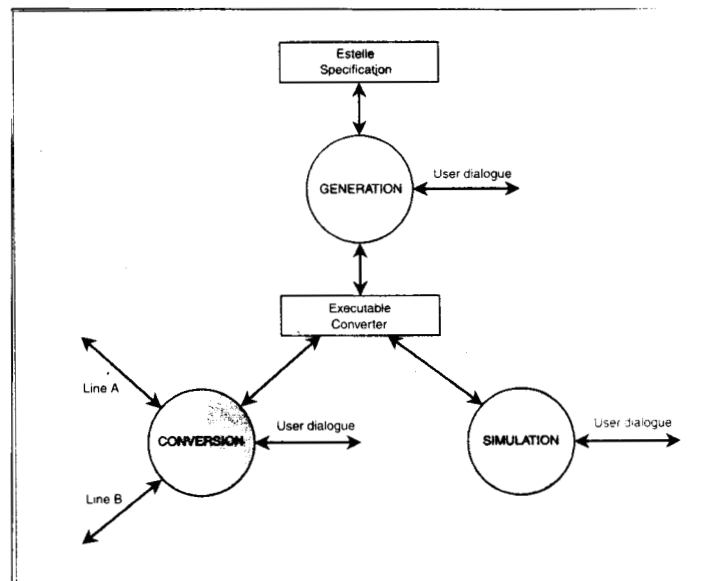 Estelle
Specification
GENERATION
User dialogue
Executable
Converter
Line A
CONVERSION
User dialogue
SIMULATION
User dialogue
Line B